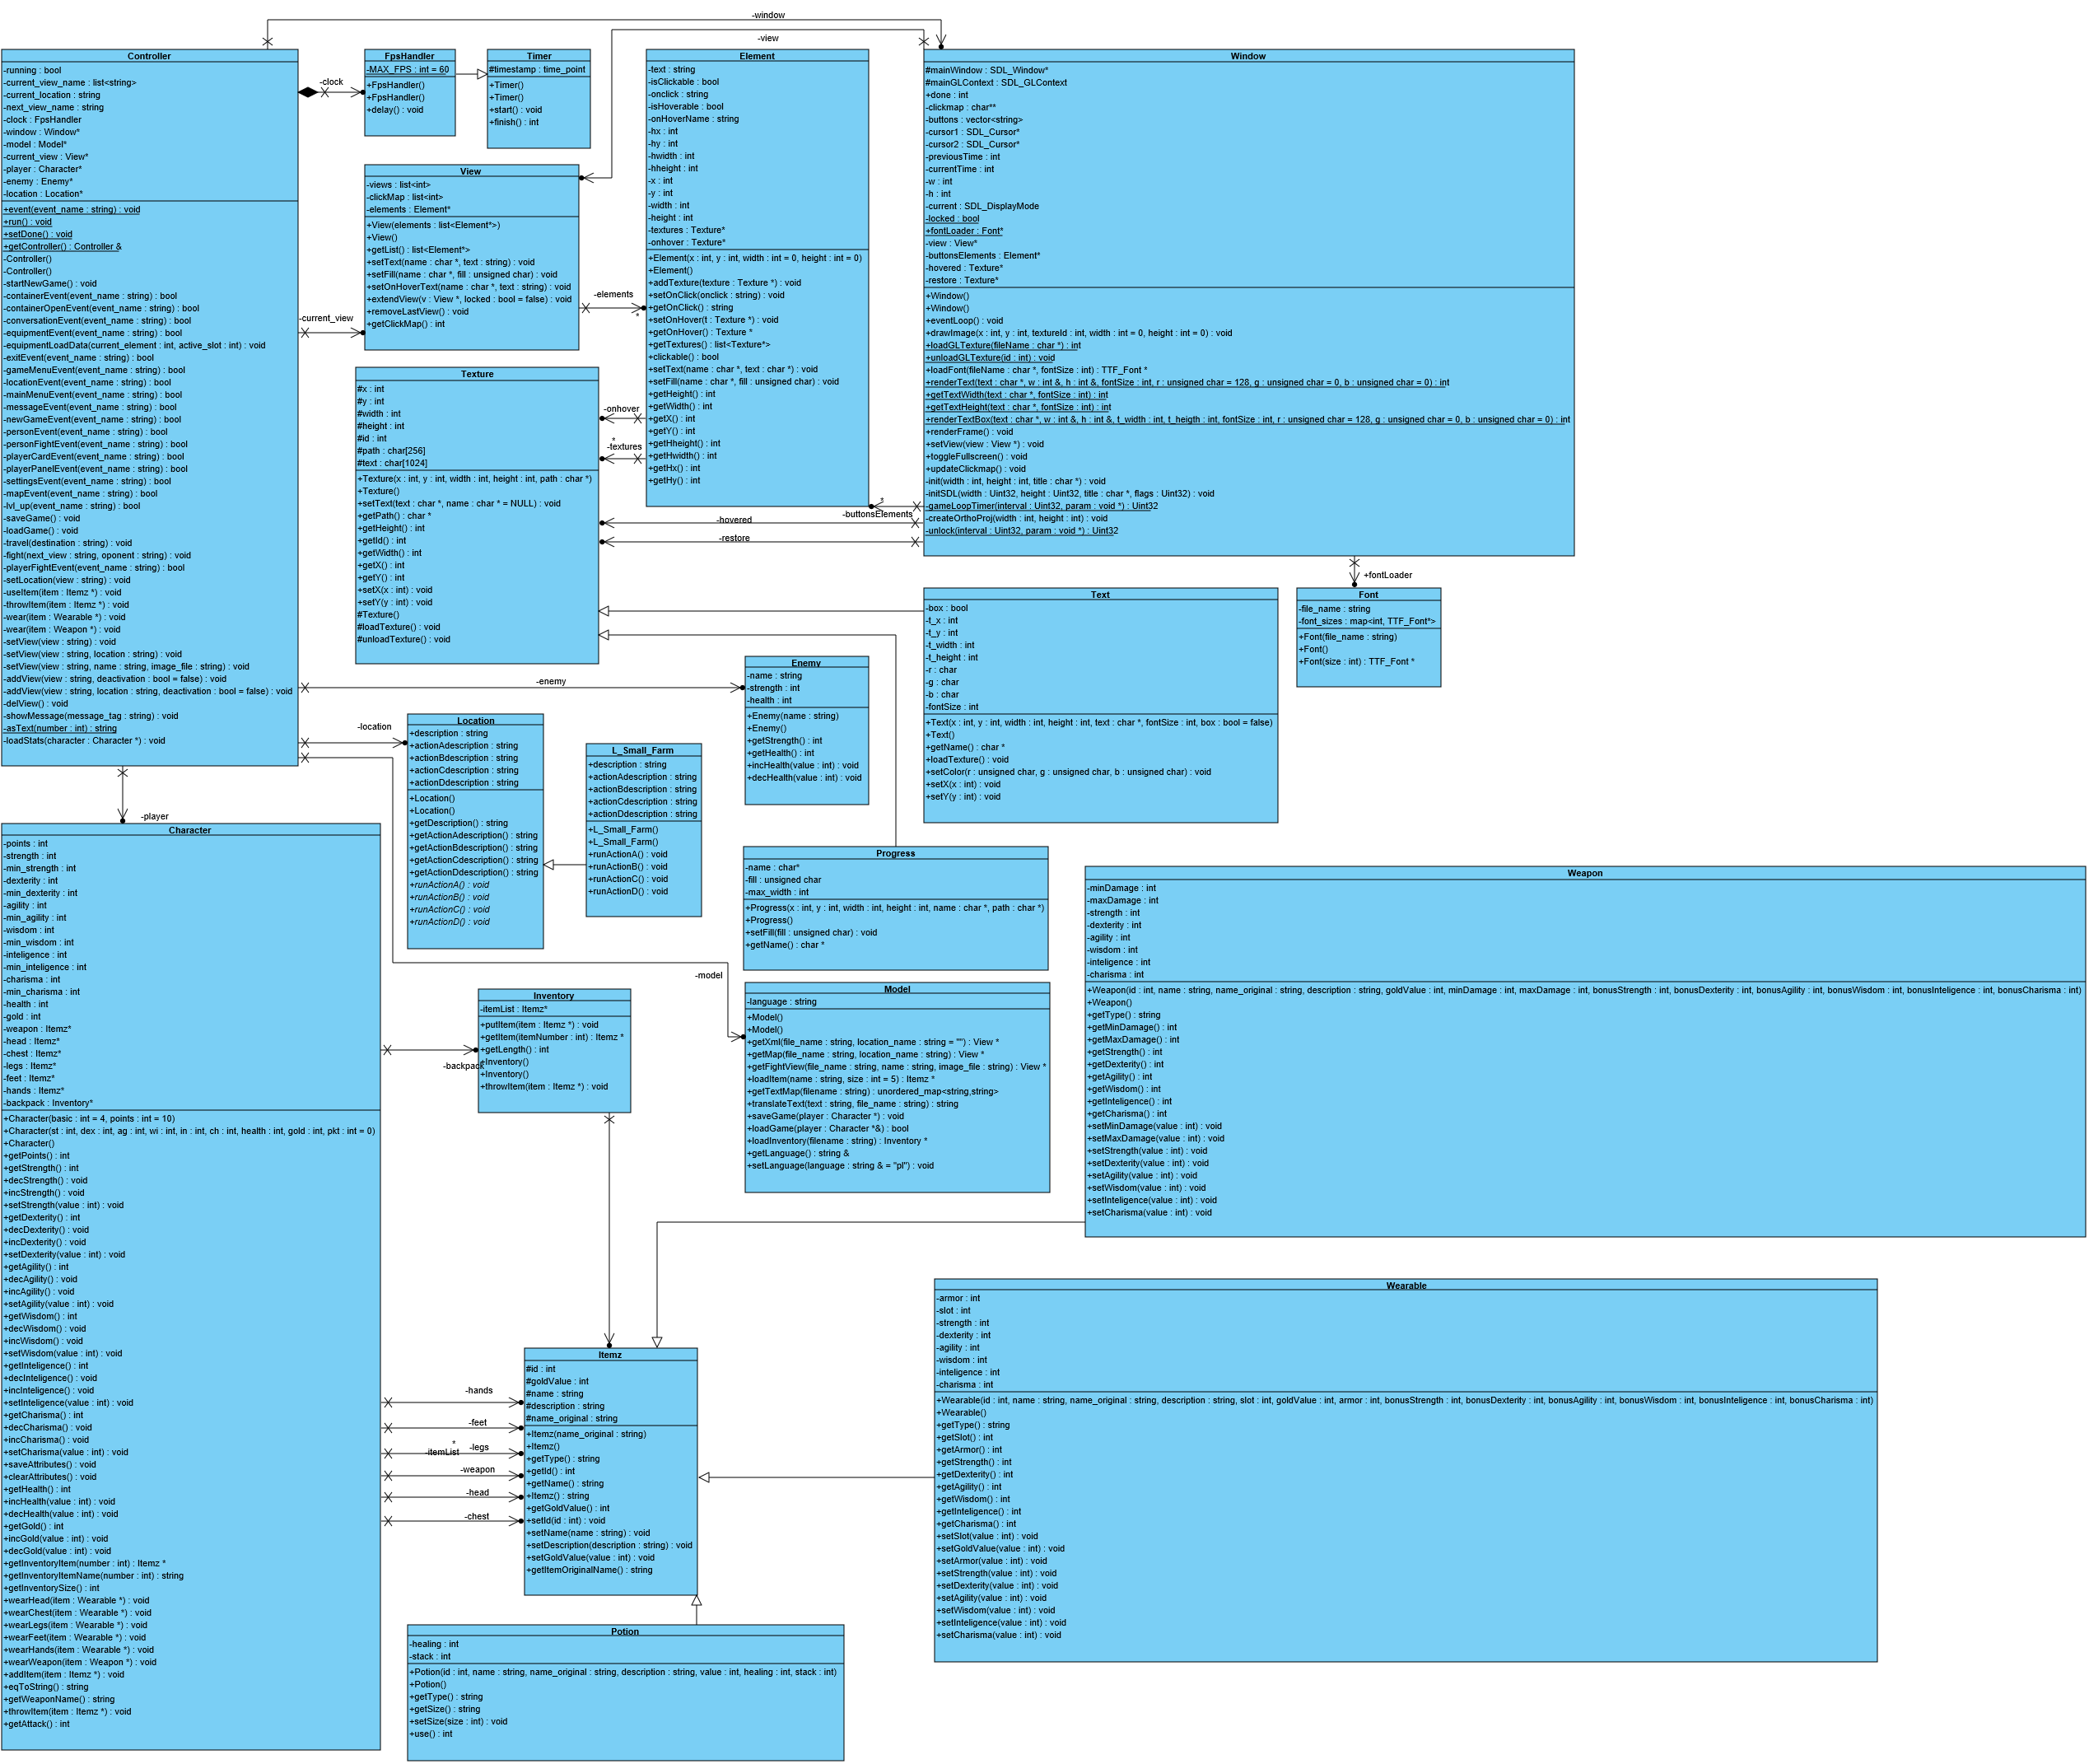 -window
-view
Controller
-running : bool
-current_view_name : list<string>
-current_location : string
-next_view_name : string
-clock : FpsHandler
-window : Window*
-model : Model*
-current_view : View*
-player : Character*
-enemy : Enemy*
-location : Location*
+event(event_name : string) : void
+run() : void
+setDone() : void
+getController() : Controller &
-Controller()
-Controller()
-startNewGame() : void
-containerEvent(event_name : string) : bool
-containerOpenEvent(event_name : string) : bool
-conversationEvent(event_name : string) : bool
-equipmentEvent(event_name : string) : bool
-equipmentLoadData(current_element : int, active_slot : int) : void
-exitEvent(event_name : string) : bool
-gameMenuEvent(event_name : string) : bool
-locationEvent(event_name : string) : bool
-mainMenuEvent(event_name : string) : bool
-messageEvent(event_name : string) : bool
-newGameEvent(event_name : string) : bool
-personEvent(event_name : string) : bool
-personFightEvent(event_name : string) : bool
-playerCardEvent(event_name : string) : bool
-playerPanelEvent(event_name : string) : bool
-settingsEvent(event_name : string) : bool
-mapEvent(event_name : string) : bool
-lvl_up(event_name : string) : bool
-saveGame() : void
-loadGame() : void
-travel(destination : string) : void
-fight(next_view : string, oponent : string) : void
-playerFightEvent(event_name : string) : bool
-setLocation(view : string) : void
-useItem(item : Itemz *) : void
-throwItem(item : Itemz *) : void
-wear(item : Wearable *) : void
-wear(item : Weapon *) : void
-setView(view : string) : void
-setView(view : string, location : string) : void
-setView(view : string, name : string, image_file : string) : void
-addView(view : string, deactivation : bool = false) : void
-addView(view : string, location : string, deactivation : bool = false) : void
-delView() : void
-showMessage(message_tag : string) : void
-asText(number : int) : string
-loadStats(character : Character *) : void
-clock
FpsHandler
-MAX_FPS : int = 60
+FpsHandler()
+FpsHandler()
+delay() : void
Timer
#timestamp : time_point
+Timer()
+Timer()
+start() : void
+finish() : int
View
-views : list<int>
-clickMap : list<int>
-elements : Element*
+View(elements : list<Element*>)
+View()
+getList() : list<Element*>
+setText(name : char *, text : string) : void
+setFill(name : char *, fill : unsigned char) : void
+setOnHoverText(name : char *, text : string) : void
+extendView(v : View *, locked : bool = false) : void
+removeLastView() : void
+getClickMap() : int
-current_view
-elements
*
Element
-text : string
-isClickable : bool
-onclick : string
-isHoverable : bool
-onHoverName : string
-hx : int
-hy : int
-hwidth : int
-hheight : int
-x : int
-y : int
-width : int
-height : int
-textures : Texture*
-onhover : Texture*
+Element(x : int, y : int, width : int = 0, height : int = 0)
+Element()
+addTexture(texture : Texture *) : void
+setOnClick(onclick : string) : void
+getOnClick() : string
+setOnHover(t : Texture *) : void
+getOnHover() : Texture *
+getTextures() : list<Texture*>
+clickable() : bool
+setText(name : char *, text : char *) : void
+setFill(name : char *, fill : unsigned char) : void
+getHeight() : int
+getWidth() : int
+getX() : int
+getY() : int
+getHheight() : int
+getHwidth() : int
+getHx() : int
+getHy() : int
Window
#mainWindow : SDL_Window*
#mainGLContext : SDL_GLContext
+done : int
-clickmap : char**
-buttons : vector<string>
-cursor1 : SDL_Cursor*
-cursor2 : SDL_Cursor*
-previousTime : int
-currentTime : int
-w : int
-h : int
-current : SDL_DisplayMode
-locked : bool
+fontLoader : Font*
-view : View*
-buttonsElements : Element*
-hovered : Texture*
-restore : Texture*
+Window()
+Window()
+eventLoop() : void
+drawImage(x : int, y : int, textureId : int, width : int = 0, height : int = 0) : void
+loadGLTexture(fileName : char *) : int
+unloadGLTexture(id : int) : void
+loadFont(fileName : char *, fontSize : int) : TTF_Font *
+renderText(text : char *, w : int &, h : int &, fontSize : int, r : unsigned char = 128, g : unsigned char = 0, b : unsigned char = 0) : int
+getTextWidth(text : char *, fontSize : int) : int
+getTextHeight(text : char *, fontSize : int) : int
+renderTextBox(text : char *, w : int &, h : int &, t_width : int, t_heigth : int, fontSize : int, r : unsigned char = 128, g : unsigned char = 0, b : unsigned char = 0) : int
+renderFrame() : void
+setView(view : View *) : void
+toggleFullscreen() : void
+updateClickmap() : void
-init(width : int, height : int, title : char *) : void
-initSDL(width : Uint32, height : Uint32, title : char *, flags : Uint32) : void
-gameLoopTimer(interval : Uint32, param : void *) : Uint32
-createOrthoProj(width : int, height : int) : void
-unlock(interval : Uint32, param : void *) : Uint32
Texture
#x : int
#y : int
#width : int
#height : int
#id : int
#path : char[256]
#text : char[1024]
+Texture(x : int, y : int, width : int, height : int, path : char *)
+Texture()
+setText(text : char *, name : char * = NULL) : void
+getPath() : char *
+getHeight() : int
+getId() : int
+getWidth() : int
+getX() : int
+getY() : int
+setX(x : int) : void
+setY(y : int) : void
#Texture()
#loadTexture() : void
#unloadTexture() : void
-onhover
*
-textures
*
-buttonsElements
-hovered
-restore
+fontLoader
Text
-box : bool
-t_x : int
-t_y : int
-t_width : int
-t_height : int
-r : char
-g : char
-b : char
-fontSize : int
+Text(x : int, y : int, width : int, height : int, text : char *, fontSize : int, box : bool = false)
+Text()
+getName() : char *
+loadTexture() : void
+setColor(r : unsigned char, g : unsigned char, b : unsigned char) : void
+setX(x : int) : void
+setY(y : int) : void
Font
-file_name : string
-font_sizes : map<int, TTF_Font*>
+Font(file_name : string)
+Font()
+Font(size : int) : TTF_Font *
-enemy
Enemy
-name : string
-strength : int
-health : int
+Enemy(name : string)
+Enemy()
+getStrength() : int
+getHealth() : int
+incHealth(value : int) : void
+decHealth(value : int) : void
-location
Location
+description : string
+actionAdescription : string
+actionBdescription : string
+actionCdescription : string
+actionDdescription : string
+Location()
+Location()
+getDescription() : string
+getActionAdescription() : string
+getActionBdescription() : string
+getActionCdescription() : string
+getActionDdescription() : string
+runActionA() : void
+runActionB() : void
+runActionC() : void
+runActionD() : void
L_Small_Farm
+description : string
+actionAdescription : string
+actionBdescription : string
+actionCdescription : string
+actionDdescription : string
+L_Small_Farm()
+L_Small_Farm()
+runActionA() : void
+runActionB() : void
+runActionC() : void
+runActionD() : void
-player
Character
-points : int
-strength : int
-min_strength : int
-dexterity : int
-min_dexterity : int
-agility : int
-min_agility : int
-wisdom : int
-min_wisdom : int
-inteligence : int
-min_inteligence : int
-charisma : int
-min_charisma : int
-health : int
-gold : int
-weapon : Itemz*
-head : Itemz*
-chest : Itemz*
-legs : Itemz*
-feet : Itemz*
-hands : Itemz*
-backpack : Inventory*
+Character(basic : int = 4, points : int = 10)
+Character(st : int, dex : int, ag : int, wi : int, in : int, ch : int, health : int, gold : int, pkt : int = 0)
+Character()
+getPoints() : int
+getStrength() : int
+decStrength() : void
+incStrength() : void
+setStrength(value : int) : void
+getDexterity() : int
+decDexterity() : void
+incDexterity() : void
+setDexterity(value : int) : void
+getAgility() : int
+decAgility() : void
+incAgility() : void
+setAgility(value : int) : void
+getWisdom() : int
+decWisdom() : void
+incWisdom() : void
+setWisdom(value : int) : void
+getInteligence() : int
+decInteligence() : void
+incInteligence() : void
+setInteligence(value : int) : void
+getCharisma() : int
+decCharisma() : void
+incCharisma() : void
+setCharisma(value : int) : void
+saveAttributes() : void
+clearAttributes() : void
+getHealth() : int
+incHealth(value : int) : void
+decHealth(value : int) : void
+getGold() : int
+incGold(value : int) : void
+decGold(value : int) : void
+getInventoryItem(number : int) : Itemz *
+getInventoryItemName(number : int) : string
+getInventorySize() : int
+wearHead(item : Wearable *) : void
+wearChest(item : Wearable *) : void
+wearLegs(item : Wearable *) : void
+wearFeet(item : Wearable *) : void
+wearHands(item : Wearable *) : void
+wearWeapon(item : Weapon *) : void
+addItem(item : Itemz *) : void
+eqToString() : string
+getWeaponName() : string
+throwItem(item : Itemz *) : void
+getAttack() : int
Progress
-name : char*
-fill : unsigned char
-max_width : int
+Progress(x : int, y : int, width : int, height : int, name : char *, path : char *)
+Progress()
+setFill(fill : unsigned char) : void
+getName() : char *
-model
Model
-language : string
+Model()
+Model()
+getXml(file_name : string, location_name : string = "") : View *
+getMap(file_name : string, location_name : string) : View *
+getFightView(file_name : string, name : string, image_file : string) : View *
+loadItem(name : string, size : int = 5) : Itemz *
+getTextMap(filename : string) : unordered_map<string,string>
+translateText(text : string, file_name : string) : string
+saveGame(player : Character *) : void
+loadGame(player : Character *&) : bool
+loadInventory(filename : string) : Inventory *
+getLanguage() : string &
+setLanguage(language : string & = "pl") : void
-backpack
Inventory
-itemList : Itemz*
+putItem(item : Itemz *) : void
+getItem(itemNumber : int) : Itemz *
+getLength() : int
+Inventory()
+Inventory()
+throwItem(item : Itemz *) : void
Weapon
-minDamage : int
-maxDamage : int
-strength : int
-dexterity : int
-agility : int
-wisdom : int
-inteligence : int
-charisma : int
+Weapon(id : int, name : string, name_original : string, description : string, goldValue : int, minDamage : int, maxDamage : int, bonusStrength : int, bonusDexterity : int, bonusAgility : int, bonusWisdom : int, bonusInteligence : int, bonusCharisma : int)
+Weapon()
+getType() : string
+getMinDamage() : int
+getMaxDamage() : int
+getStrength() : int
+getDexterity() : int
+getAgility() : int
+getWisdom() : int
+getInteligence() : int
+getCharisma() : int
+setMinDamage(value : int) : void
+setMaxDamage(value : int) : void
+setStrength(value : int) : void
+setDexterity(value : int) : void
+setAgility(value : int) : void
+setWisdom(value : int) : void
+setInteligence(value : int) : void
+setCharisma(value : int) : void
-hands
-feet
*
-itemList
-legs
-weapon
-head
-chest
Itemz
#id : int
#goldValue : int
#name : string
#description : string
#name_original : string
+Itemz(name_original : string)
+Itemz()
+getType() : string
+getId() : int
+getName() : string
+Itemz() : string
+getGoldValue() : int
+setId(id : int) : void
+setName(name : string) : void
+setDescription(description : string) : void
+setGoldValue(value : int) : void
+getItemOriginalName() : string
Wearable
-armor : int
-slot : int
-strength : int
-dexterity : int
-agility : int
-wisdom : int
-inteligence : int
-charisma : int
+Wearable(id : int, name : string, name_original : string, description : string, slot : int, goldValue : int, armor : int, bonusStrength : int, bonusDexterity : int, bonusAgility : int, bonusWisdom : int, bonusInteligence : int, bonusCharisma : int)
+Wearable()
+getType() : string
+getSlot() : int
+getArmor() : int
+getStrength() : int
+getDexterity() : int
+getAgility() : int
+getWisdom() : int
+getInteligence() : int
+getCharisma() : int
+setSlot(value : int) : void
+setGoldValue(value : int) : void
+setArmor(value : int) : void
+setStrength(value : int) : void
+setDexterity(value : int) : void
+setAgility(value : int) : void
+setWisdom(value : int) : void
+setInteligence(value : int) : void
+setCharisma(value : int) : void
Potion
-healing : int
-stack : int
+Potion(id : int, name : string, name_original : string, description : string, value : int, healing : int, stack : int)
+Potion()
+getType() : string
+getSize() : string
+setSize(size : int) : void
+use() : int